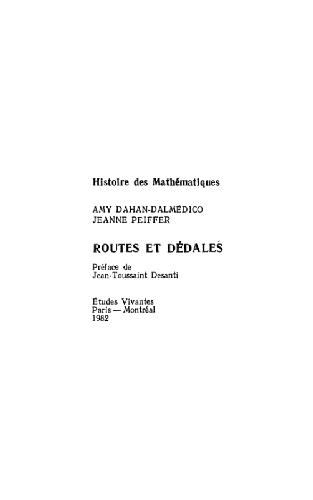 Histoire des Mathématiques
AMY DAHAN-DALMÉDICO
JEANNE PEIFFER
ROUTES ET DÉDALES
Préface de
Jean-Toussaint Desanti
Études Vivantes
Paris — Montréal
1982